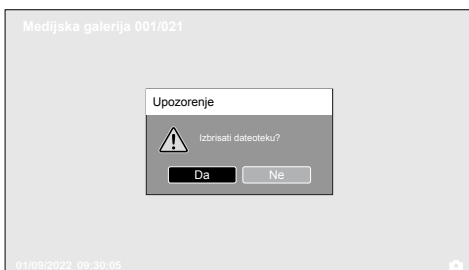 Medijska galerija 001/021
Upozorenje
Izbrisati dateoteku?
Da
Ne
01/09/2022 09:30:05